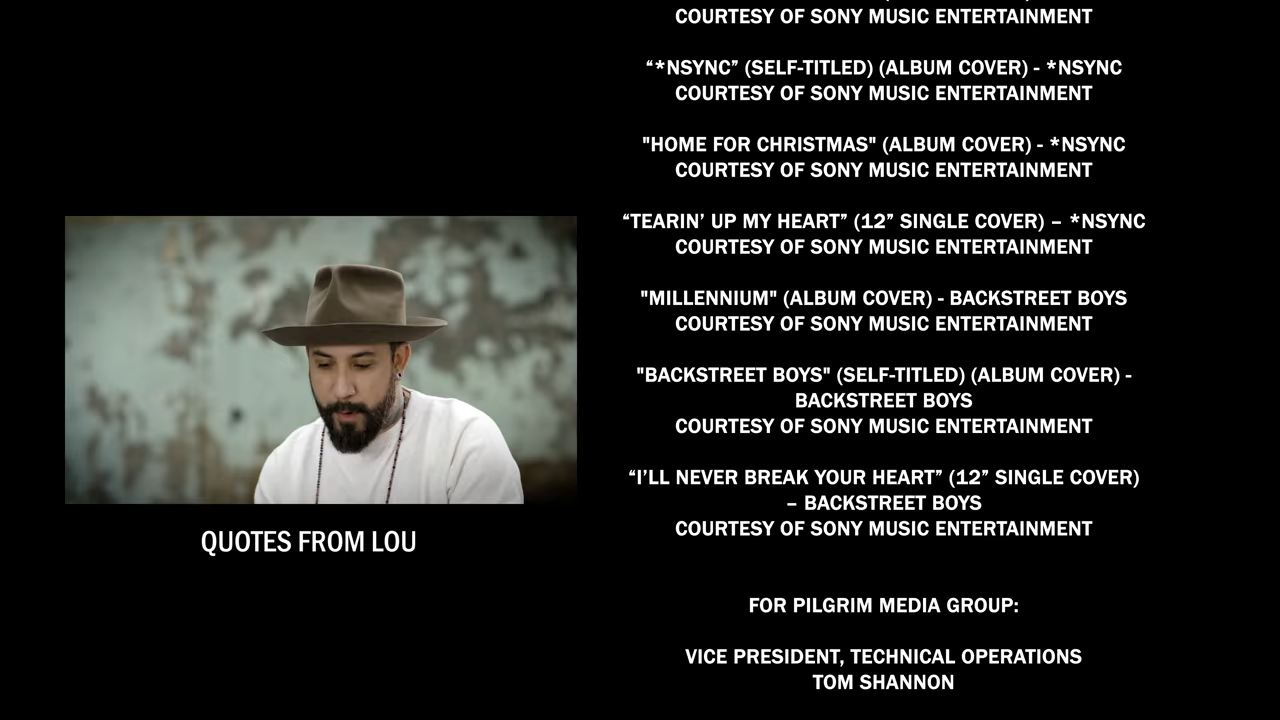 COURTESY OF SONY MUSIC ENTERTAINMENT
“*NSYNC” (SELF-TITLED) (ALBUM COVER) - *NSYNC
COURTESY OF SONY MUSIC ENTERTAINMENT
"HOME FOR CHRISTMAS" (ALBUM COVER) - *NSYNC
COURTESY OF SONY MUSIC ENTERTAINMENT
“TEARIN’ UP MY HEART” (12” SINGLE COVER) – *NSYNC
COURTESY OF SONY MUSIC ENTERTAINMENT
"MILLENNIUM" (ALBUM COVER) - BACKSTREET BOYS
COURTESY OF SONY MUSIC ENTERTAINMENT
"BACKSTREET BOYS" (SELF-TITLED) (ALBUM COVER) -
BACKSTREET BOYS
COURTESY OF SONY MUSIC ENTERTAINMENT
“I’LL NEVER BREAK YOUR HEART” (12” SINGLE COVER)
– BACKSTREET BOYS
COURTESY OF SONY MUSIC ENTERTAINMENT
QUOTES FROM LOU
FOR PILGRIM MEDIA GROUP:
VICE PRESIDENT, TECHNICAL OPERATIONS
TOM SHANNON